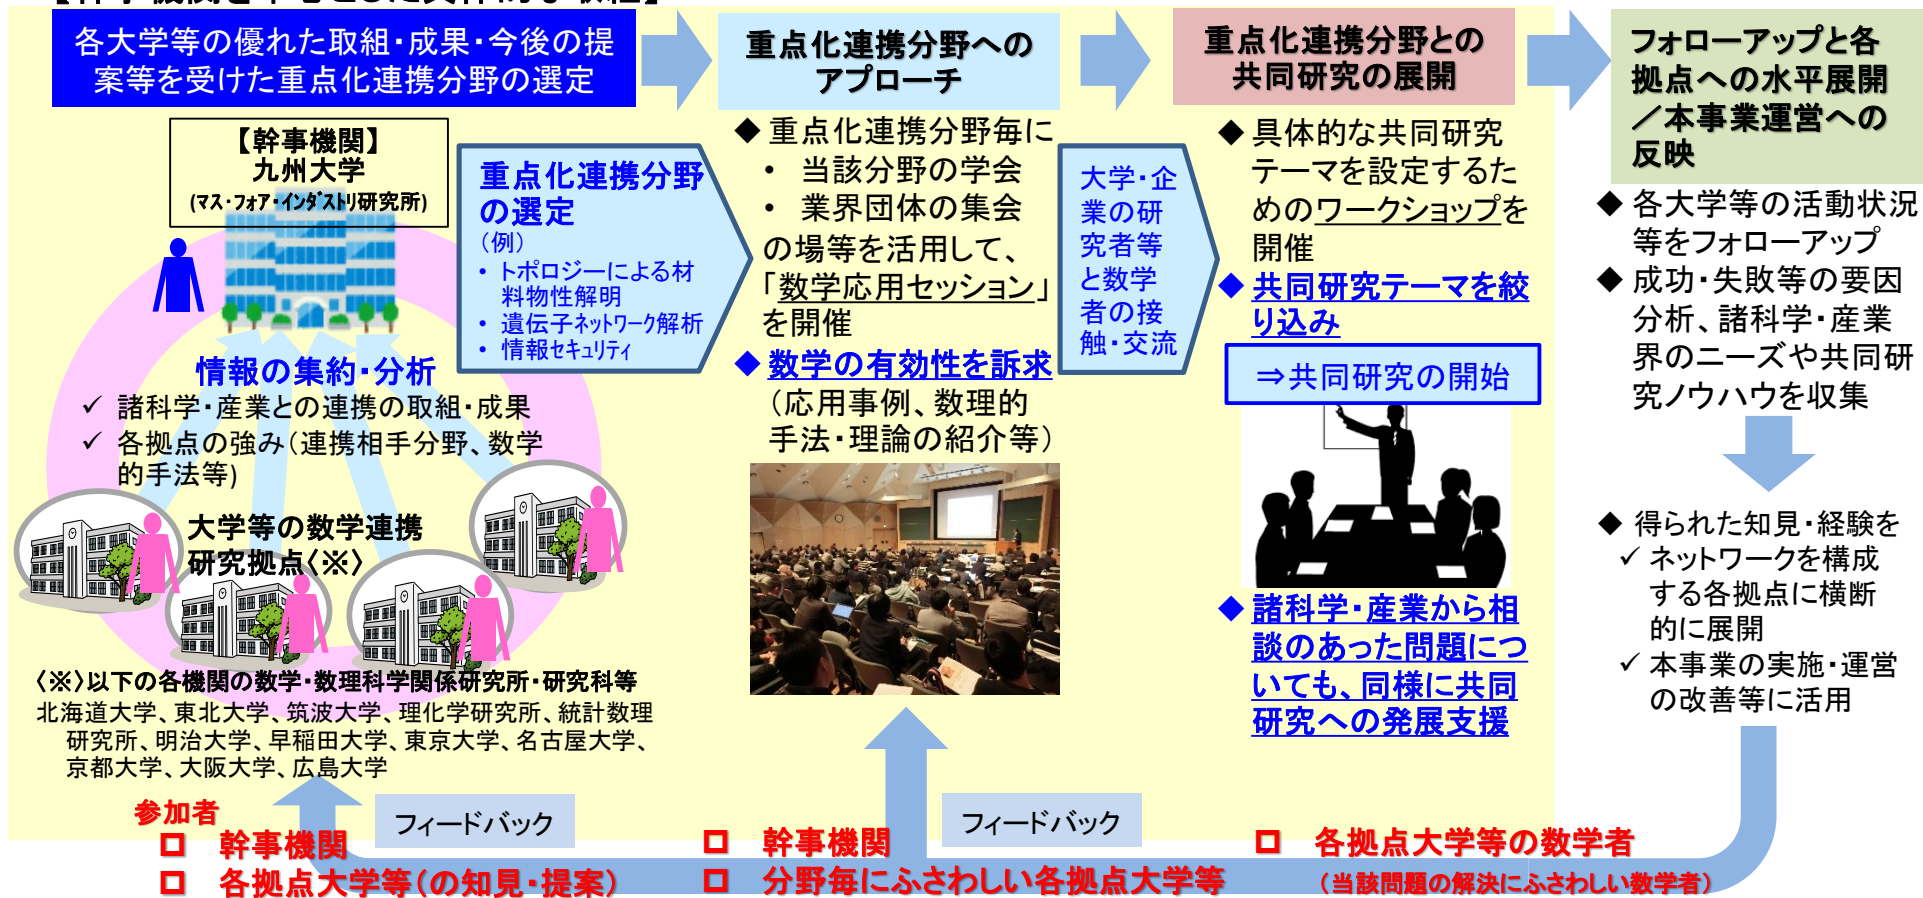 【幹事機関を中心とした具体的な取組】
各大学等の優れた取組・成果・今後の提
案等を受けた重点化連携分野の選定
【幹事機関】
九州大学
(マス・フォア・インダストリ研究所)
重点化連携分野
の選定
（例）
・ トポロジーによる材
料物性解明
・ 遺伝子ネットワーク解析
・ 情報セキュリティ
情報の集約・分析
✓ 諸科学・産業との連携の取組・成果
✓ 各拠点の強み（連携相手分野、数学
的手法等)
大学等の数学連携
研究拠点〈※〉
〈※〉以下の各機関の数学・数理科学関係研究所・研究科等
北海道大学、東北大学、筑波大学、理化学研究所、統計数理
研究所、明治大学、早稲田大学、東京大学、名古屋大学、
京都大学、大阪大学、広島大学
重点化連携分野への
アプローチ
◆ 重点化連携分野毎に
・ 当該分野の学会
・ 業界団体の集会
の場等を活用して、
「数学応用セッション」
を開催
◆ 数学の有効性を訴求
（応用事例、数理的
手法・理論の紹介等）
大学・企
業の研
究者等
と数学
者の接
触・交流
重点化連携分野との
共同研究の展開
◆ 具体的な共同研究
テーマを設定するた
めのワークショップを
開催
◆ 共同研究テーマを絞
り込み
⇒共同研究の開始
◆ 諸科学・産業から相
談のあった問題につ
いても、同様に共同
研究への発展支援
フォローアップと各
拠点への水平展開
／本事業運営への
反映
◆ 各大学等の活動状況
等をフォローアップ
◆ 成功・失敗等の要因
分析、諸科学・産業
界のニーズや共同研
究ノウハウを収集
◆ 得られた知見・経験を
✓ ネットワークを構成
する各拠点に横断
的に展開
✓ 本事業の実施・運営
の改善等に活用
フィードバック
フィードバック
参加者
□ 幹事機関
□ 各拠点大学等（の知見・提案）
□ 幹事機関
□ 分野毎にふさわしい各拠点大学等
□ 各拠点大学等の数学者
（当該問題の解決にふさわしい数学者）